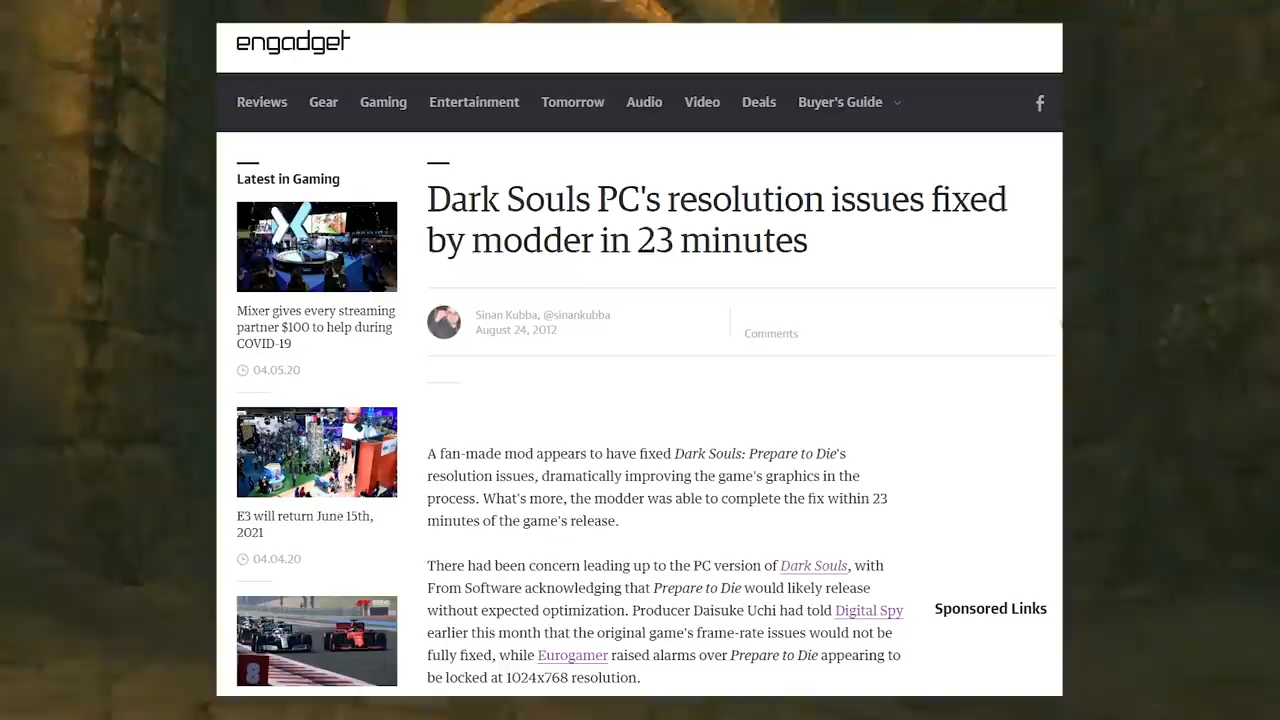 engadget
Reviews Gear Gaming Entertainment Tomorrow Audio Video Deals Buyer's Guide
Latest in Gaming
Mixer gives every streaming
partner $100 to help during
COVID-19
04.05.20
E3 will return June 15th,
2021
04.04.20
8
Dark Souls PC's resolution issues fixed
by modder in 23 minutes
Sinan Kubba, @sinankubba
August 24, 2012
Comments
A fan-made mod appears to have fixed Dark Souls: Prepare to Die's
resolution issues, dramatically improving the game's graphics in the
process. What's more, the modder was able to complete the fix within 23
minutes of the game's release.
There had been concern leading up to the PC version of Dark Souls, with
From Software acknowledging that Prepare to Die would likely release
without expected optimization. Producer Daisuke Uchi had told Digital Spy
earlier this month that the original game's frame-rate issues would not be
fully fixed, while Eurogamer raised alarms over Prepare to Die appearing to
be locked at 1024x768 resolution.
Sponsored Links